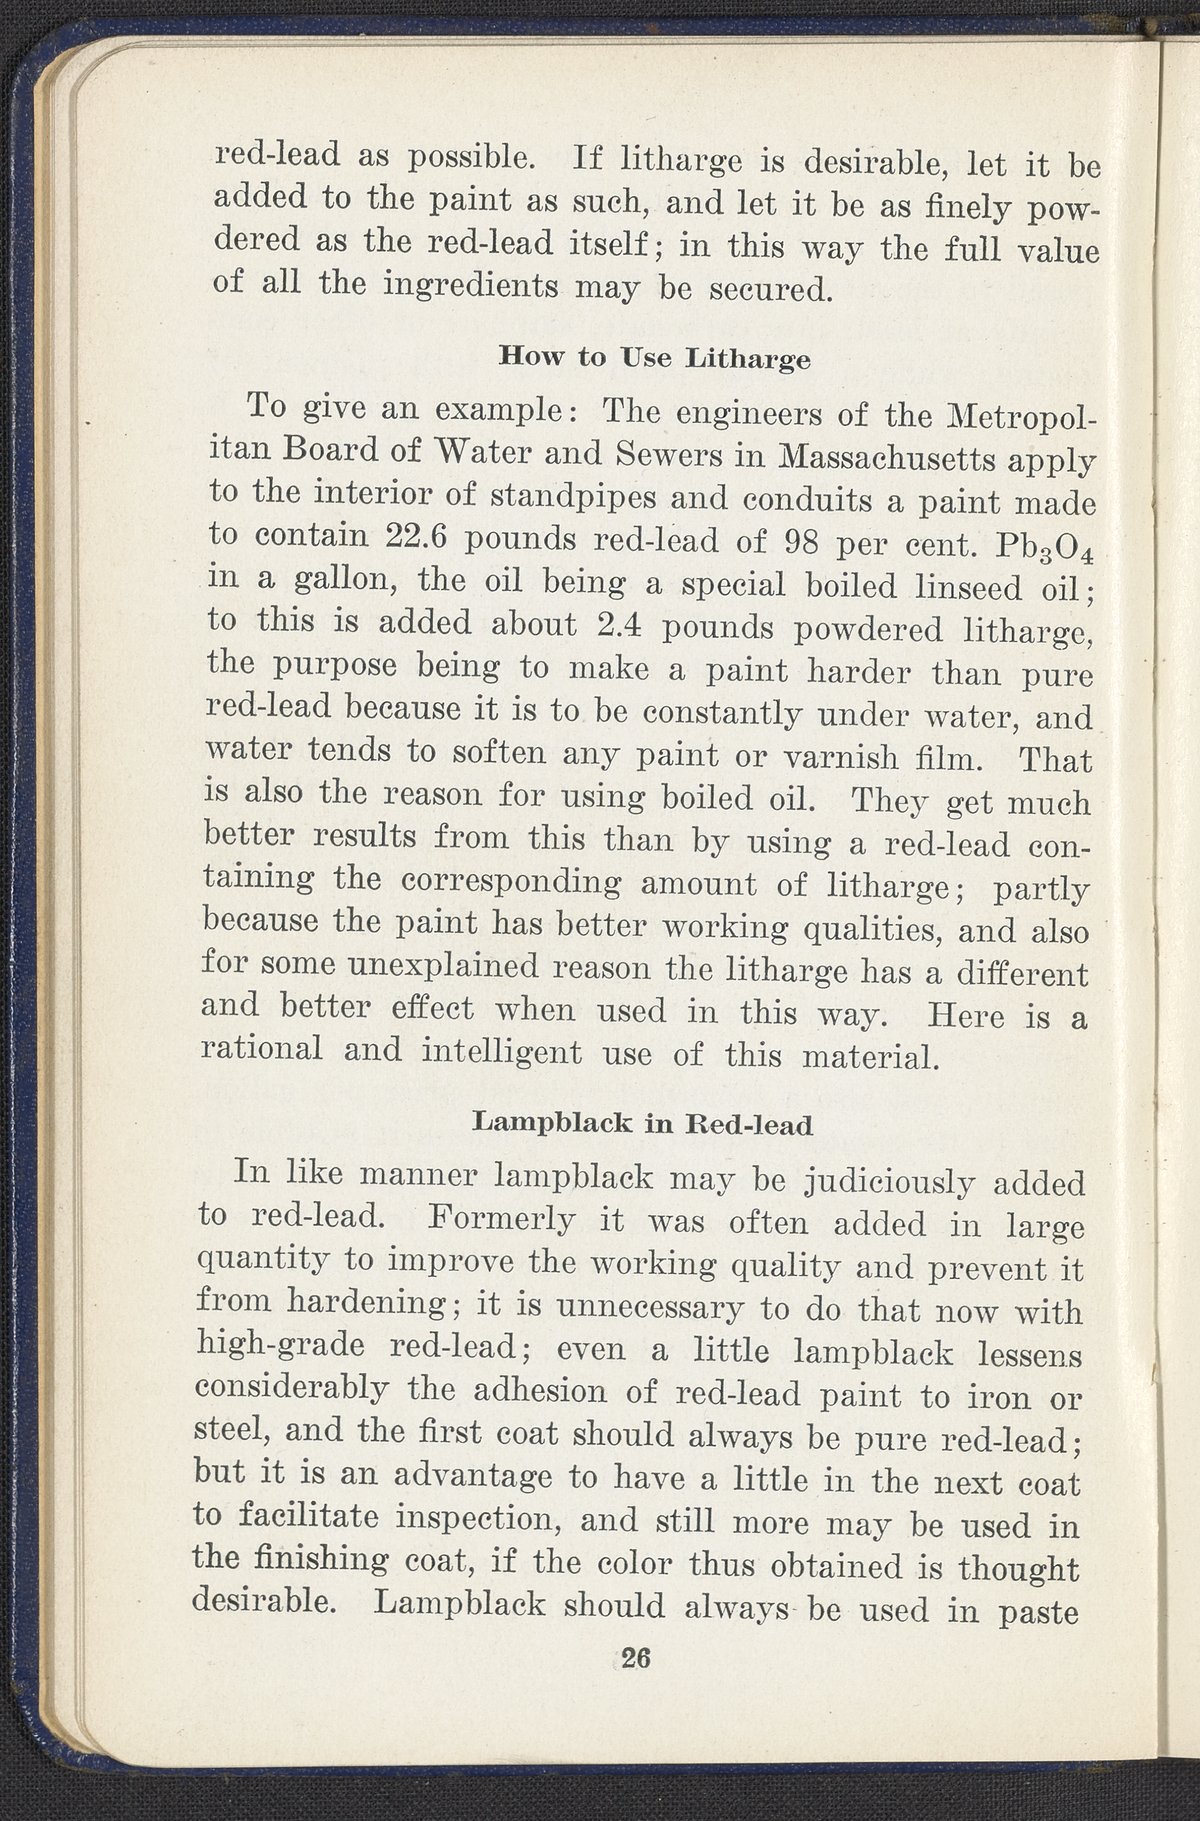 red-lead as possible. If litharge is desirable, let it be
added to the paint as such, and let it be as finely pow-
dered as the red-lead itself; in this way the full value
of all the ingredients may be secured.
How to Use Litharge
To give an example: The engineers of the Metropol-
itan Board of Water and Sewers in Massachusetts apply
to the interior of standpipes and conduits a paint made
to contain 22.6 pounds red-lead of 98 per cent. Pb₃O₄
in a gallon, the oil being a special boiled linseed oil;
to this is added about 2.4 pounds powdered litharge,
the purpose being to make a paint harder than pure
red-lead because it is to be constantly under water, and
water tends to soften any paint or varnish film. That
is also the reason for using boiled oil. They get much
better results from this than by using a red-lead con-
taining the corresponding amount of litharge; partly
because the paint has better working qualities, and also
for some unexplained reason the litharge has a different
and better effect when used in this way. Here is a
rational and intelligent use of this material.
Lampblack in Red-lead
In like manner lampblack may be judiciously added
to red-lead. Formerly it was often added in large
quantity to improve the working quality and prevent it
from hardening; it is unnecessary to do that now with
high-grade red-lead; even a little lampblack lessens
considerably the adhesion of red-lead paint to iron or
steel, and the first coat should always be pure red-lead;
but it is an advantage to have a little in the next coat
to facilitate inspection, and still more may be used in
the finishing coat, if the color thus obtained is thought
desirable. Lampblack should always be used in paste
26